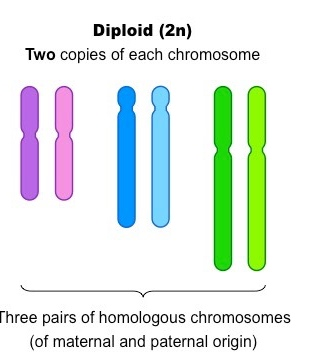 Diploid (2n)
Two copies of each chromosome
Three pairs of homologous chromosomes
(of maternal and paternal origin)